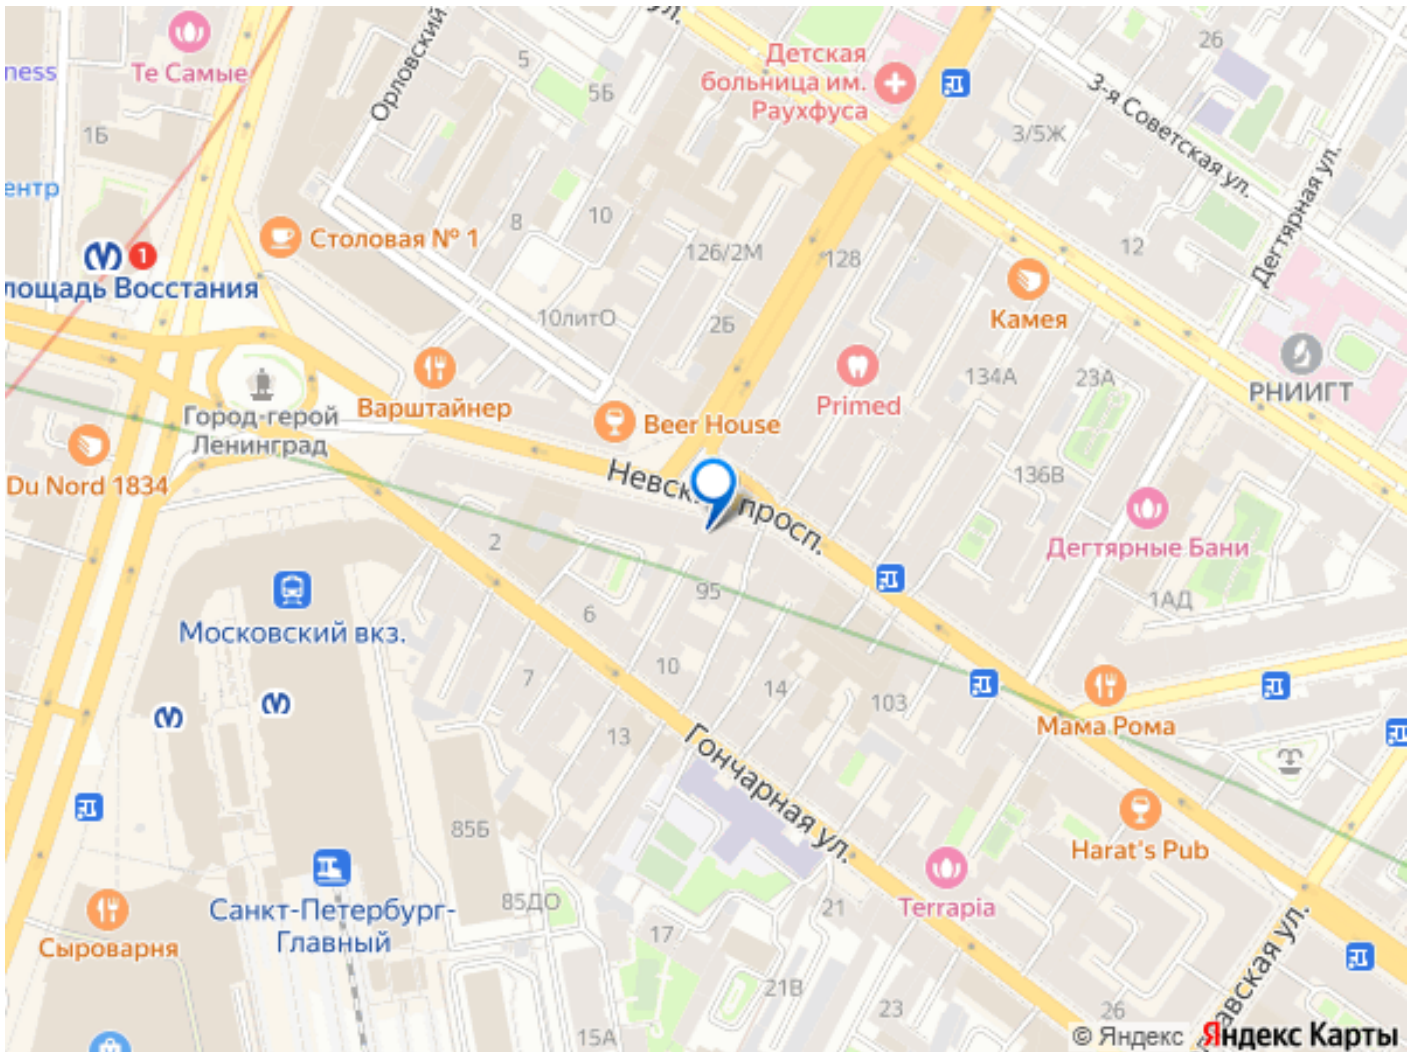 Те Самые
ness
1Б
ентр
1
лощадь Восстания
Орловский
5
5Б
ул.
Детская
больница им.
Раухфуса
26
3-я Советская ул.
3/5Ж
Дегтярная ул.
Столовая № 1
8
10
126/2М
128
12
Камея
10литО
2Б
Варштайнер
Primed
134А
23А
РНИИГТ
Город-герой
Ленинград
Beer House
Du Nord 1834
Невск
просп.
136В
2
Дегтярные Бани
Московский вкз.
95
6
1АД
10
7
14
103
13
Мама Рома
Гончарная ул.
85Б
Harat's Pub
Санкт-Петербург-
Главный
85ДО
21
Terrapia
Сыроварня
17
21В
23
26
авская ул.
15А
© Яндекс
Яндекс Карты